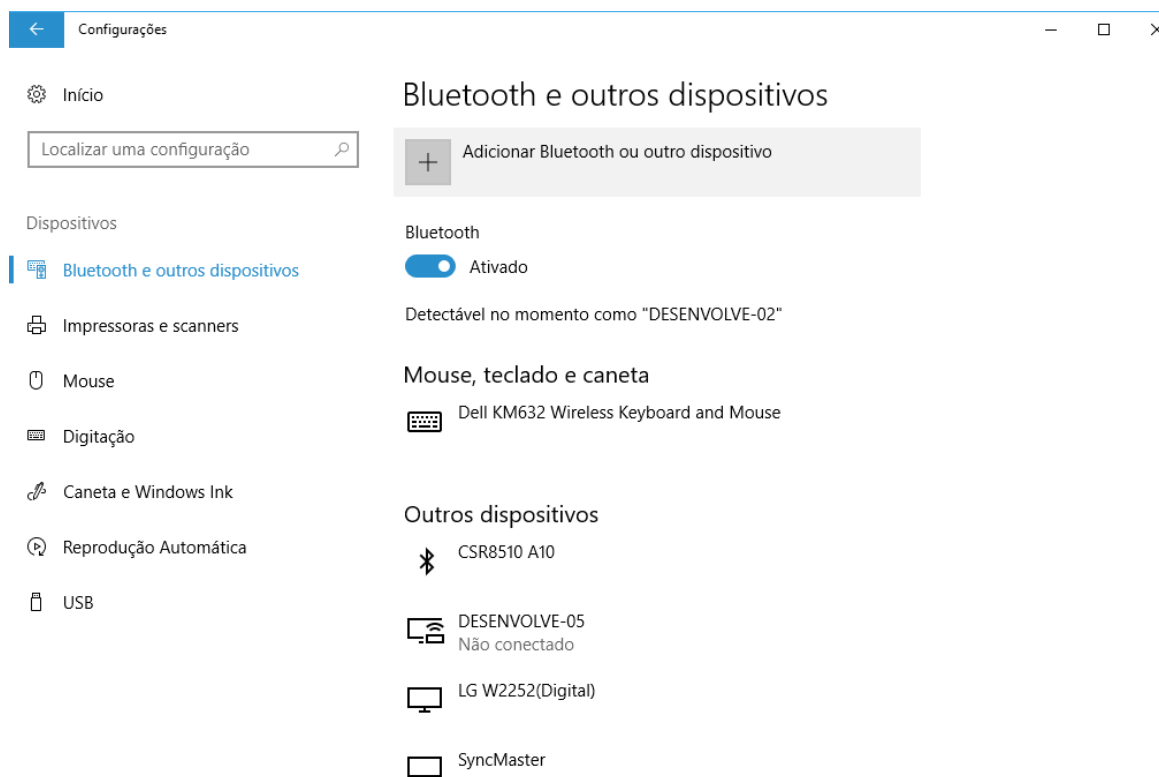 Configurações
Início
Localizar uma configuração
Dispositivos
Bluetooth e outros dispositivos
Impressoras e scanners
Mouse
Digitação
Caneta e Windows Ink
Reprodução Automática
USB
Bluetooth e outros dispositivos
Adicionar Bluetooth ou outro dispositivo
Bluetooth
Ativado
Detectável no momento como "DESENVOLVE-02"
Mouse, teclado e caneta
Dell KM632 Wireless Keyboard and Mouse
Outros dispositivos
CSR8510 A10
DESENVOLVE-05
Não conectado
LG W2252(Digital)
SyncMaster